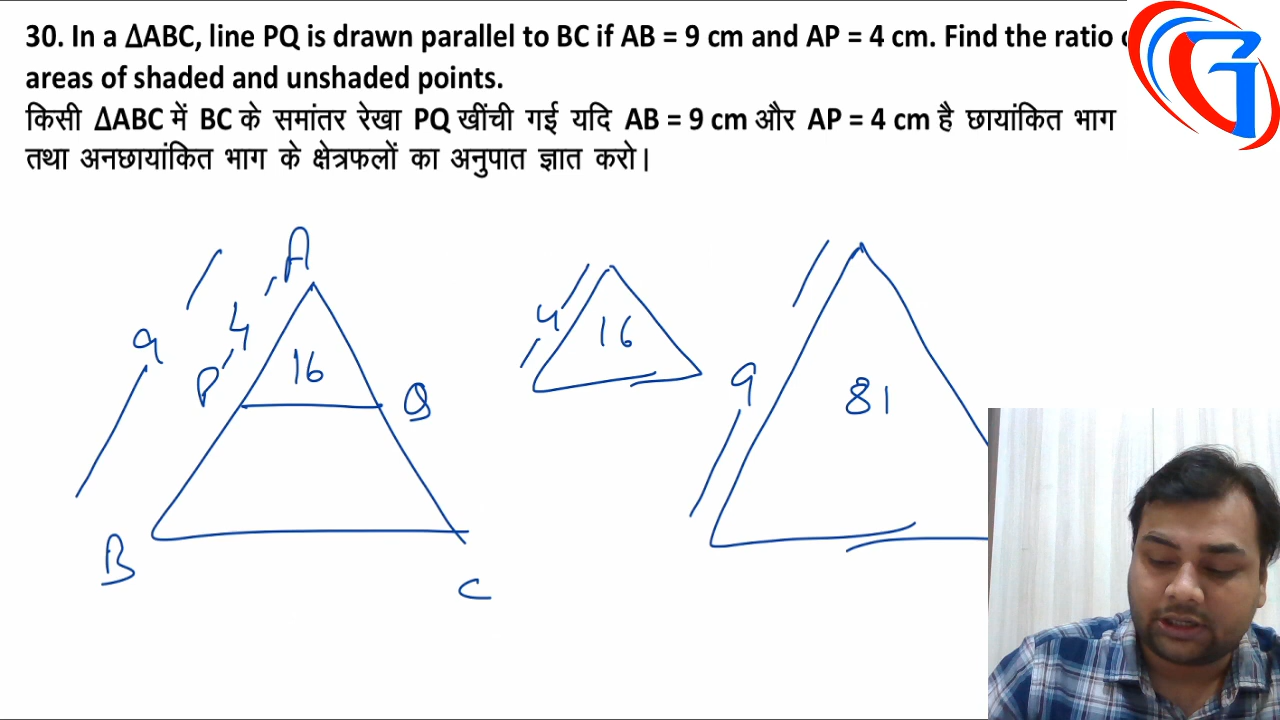 30. In a ΔABC, line PQ is drawn parallel to BC if AB = 9 cm and AP = 4 cm. Find the ratio
areas of shaded and unshaded points.
किसी ΔABC में BC के समांतर रेखा PQ खींची गई यदि AB = 9 cm और AP = 4 cm है छायांकित भाग
तथा अनछायांकित भाग के क्षेत्रफलों का अनुपात ज्ञात करो।
A
4
9
P
16
Q
B
C
4
16
9
81